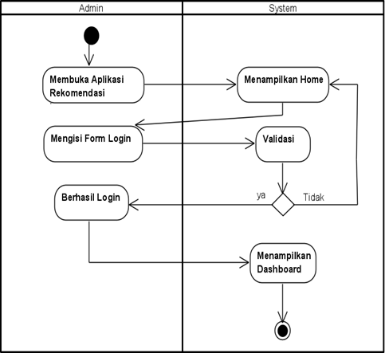 Admin
System
Membuka Aplikasi
Rekomendasi
Menampilkan Home
Mengisi Form Login
Validasi
ya
Tidak
Berhasil Login
Menampilkan
Dashboard